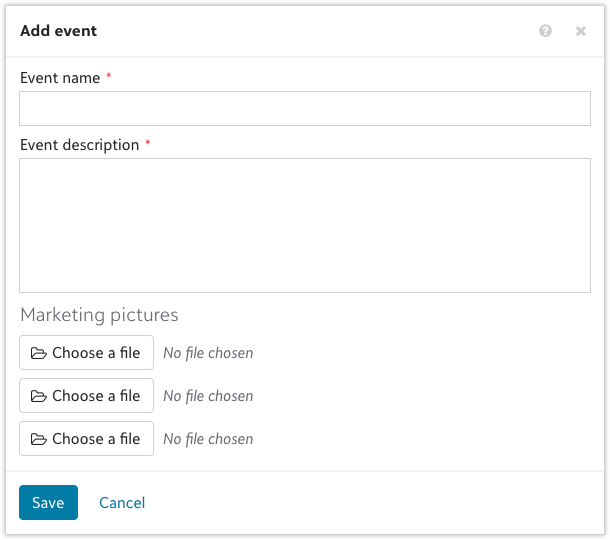 Add event
Event name *
Event description *
Marketing pictures
Choose a file No file chosen
Choose a file No file chosen
Choose a file No file chosen
Save Cancel